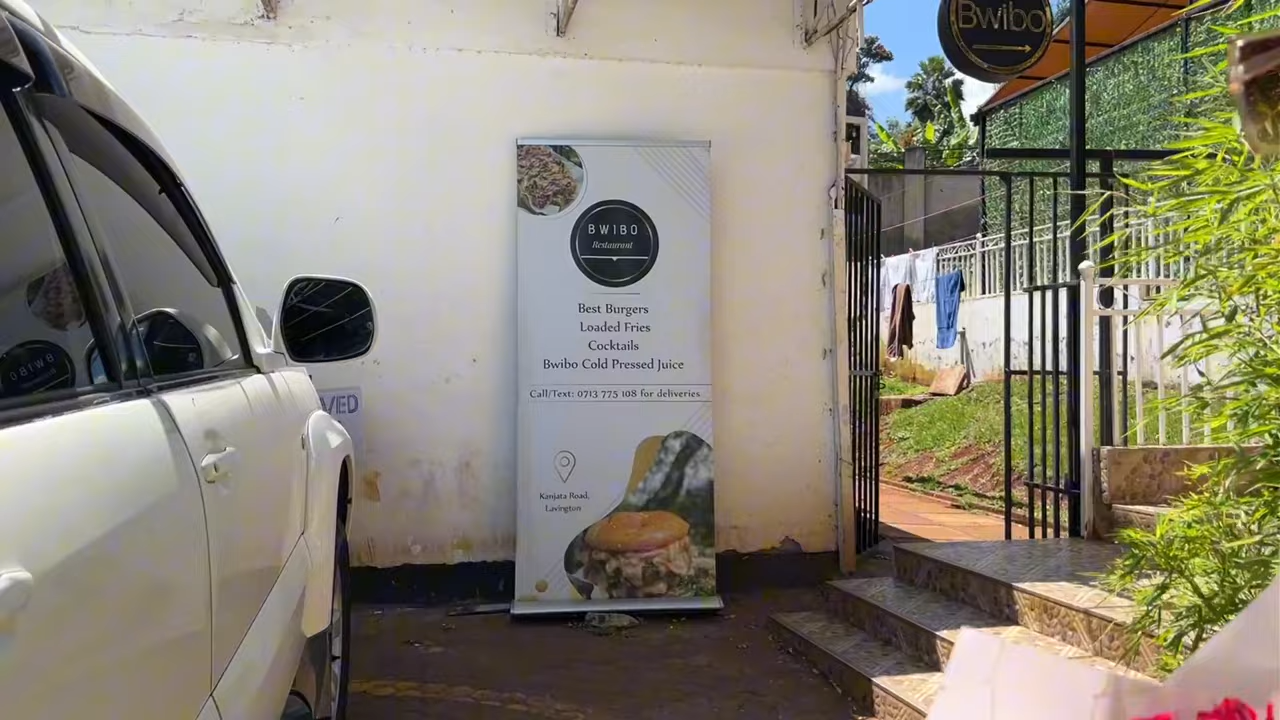 Bwibo
BWIBO
Restaurant
Best Burgers
Loaded Fries
Cocktails
Bwibo Cold Pressed Juice
Call/Text: 0713 775 108 for deliveries
Kanjata Road,
Lavington
VED
BWIBO